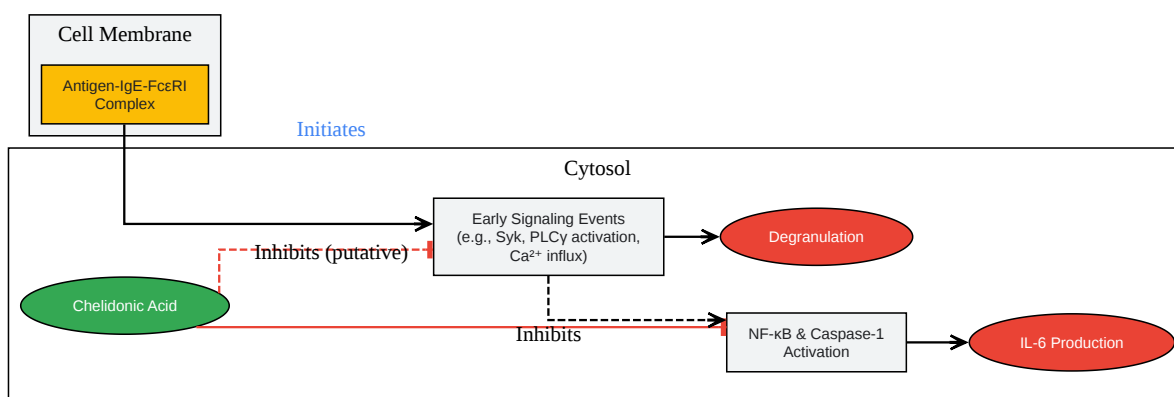 Cell Membrane
Antigen-IgE-FcεRI
Complex
Initiates
Cytosol
Early Signaling Events
(e.g., Syk, PLCγ activation,
Ca²⁺ influx)
Degranulation
Inhibits (putative)
Chelidonic Acid
Inhibits
NF-κB & Caspase-1
Activation
IL-6 Production